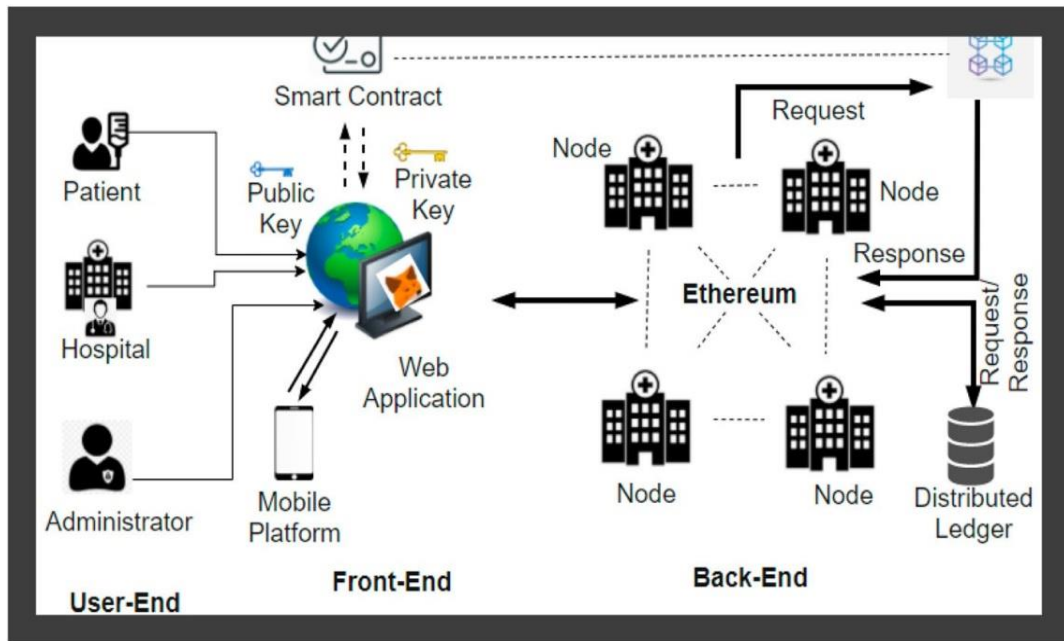 Smart Contract
Request
Patient
Public
Key
Private
Key
Node
Node
Response
Ethereum
Request/
Response
Hospital
Web
Application
Administrator
Mobile
Platform
Node
Node
Distributed
Ledger
User-End
Front-End
Back-End